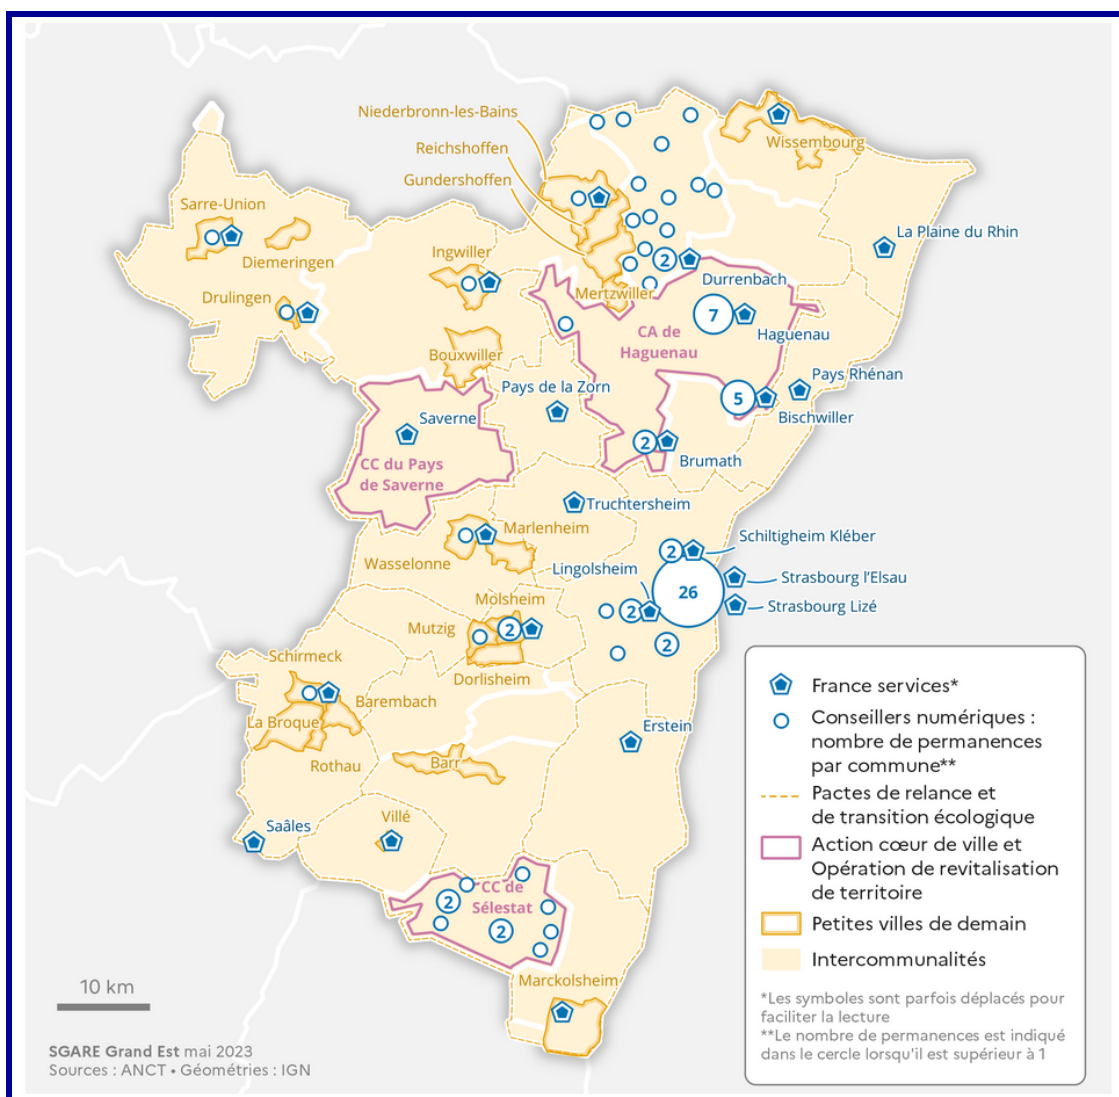 Niederbronn-les-Bains
Wissembourg
Reichshoffen
Gundershoffen
Sarre-Union
La Plaine du Rhin
Diemeringen
Ingwiller
2
Durrenbach
Drulingen
Mertzwiller
7
CA de
Haguenau
Haguenau
Bouxwiller
Pays Rhénan
Pays de la Zorn
5
Saverne
Bischwiller
2
Brumath
CC du Pays
de Saverne
Truchtersheim
Marlenheim
Schiltigheim Kléber
2
Wasselonne
Lingolsheim
Strasbourg l'Elsau
26
Strasbourg Lizé
2
Molsheim
Mutzig
2
2
Dorlisheim
Schirmeck
Barembach
La Broque
Erstein
Rothau
Barr
Villé
Saâles
CC de
Sélestat
2
2
Marckolsheim
France services*
Conseillers numériques :
nombre de permanences
par commune**
Pactes de relance et
de transition écologique
Action cœur de ville et
Opération de revitalisation
de territoire
Petites villes de demain
Intercommunalités
*Les symboles sont parfois déplacés pour
faciliter la lecture
**Le nombre de permanences est indiqué
dans le cercle lorsqu'il est supérieur à 1
10 km
SGARE Grand Est mai 2023
Sources : ANCT • Géométries : IGN